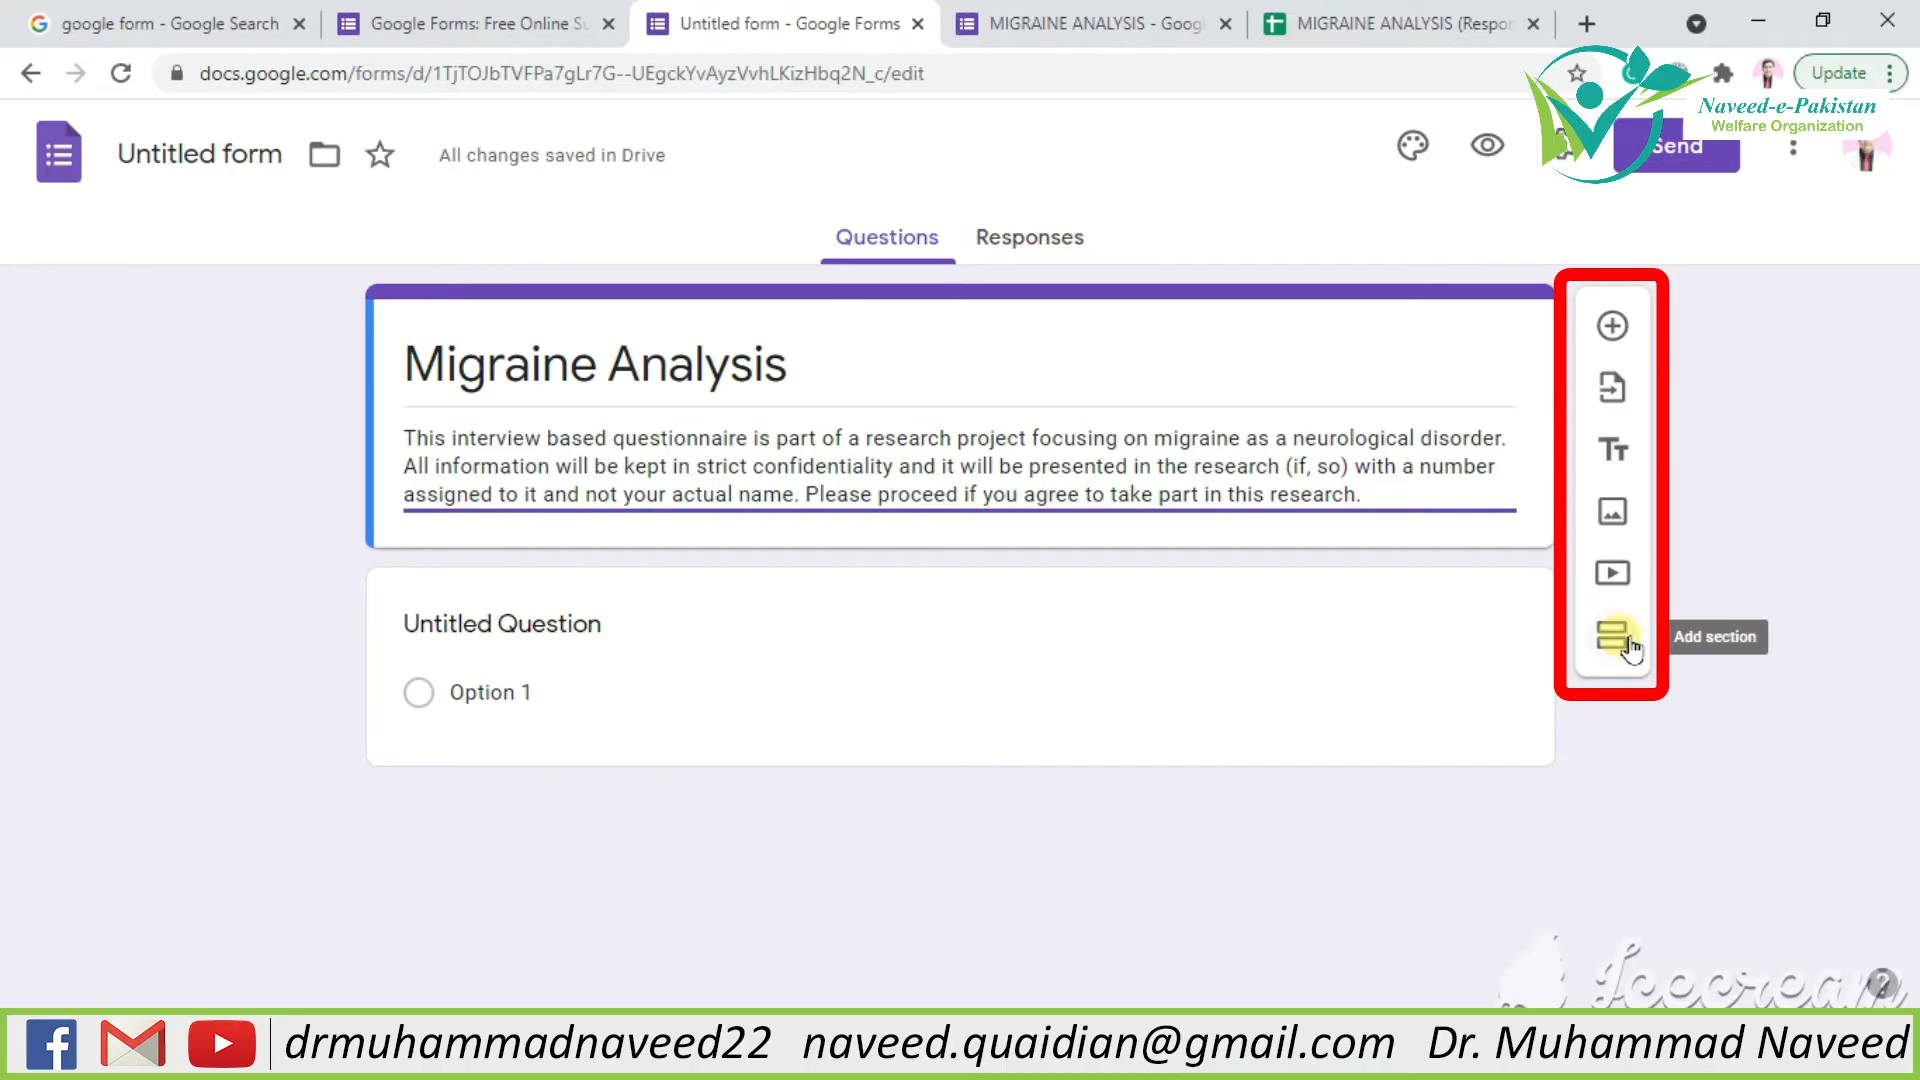 google form - Google Search
Google Forms: Free Online Su
Untitled form - Google Forms
MIGRAINE ANALYSIS - Goog
MIGRAINE ANALYSIS (Respon
docs.google.com/forms/d/1TjTOJbTVFPa7gLr7G--UEgckYvAyzVvhLKizHbq2N_c/edit
Update
Naveed-e-Pakistan
Welfare Organization
Untitled form
All changes saved in Drive
Send
Questions
Responses
Migraine Analysis
This interview based questionnaire is part of a research project focusing on migraine as a neurological disorder.
All information will be kept in strict confidentiality and it will be presented in the research (if, so) with a number
assigned to it and not your actual name. Please proceed if you agree to take part in this research.
Tт
Add section
Untitled Question
Option 1
Icecream
drmuhammadnaveed22 naveed.quaidian@gmail.com Dr. Muhammad Naveed